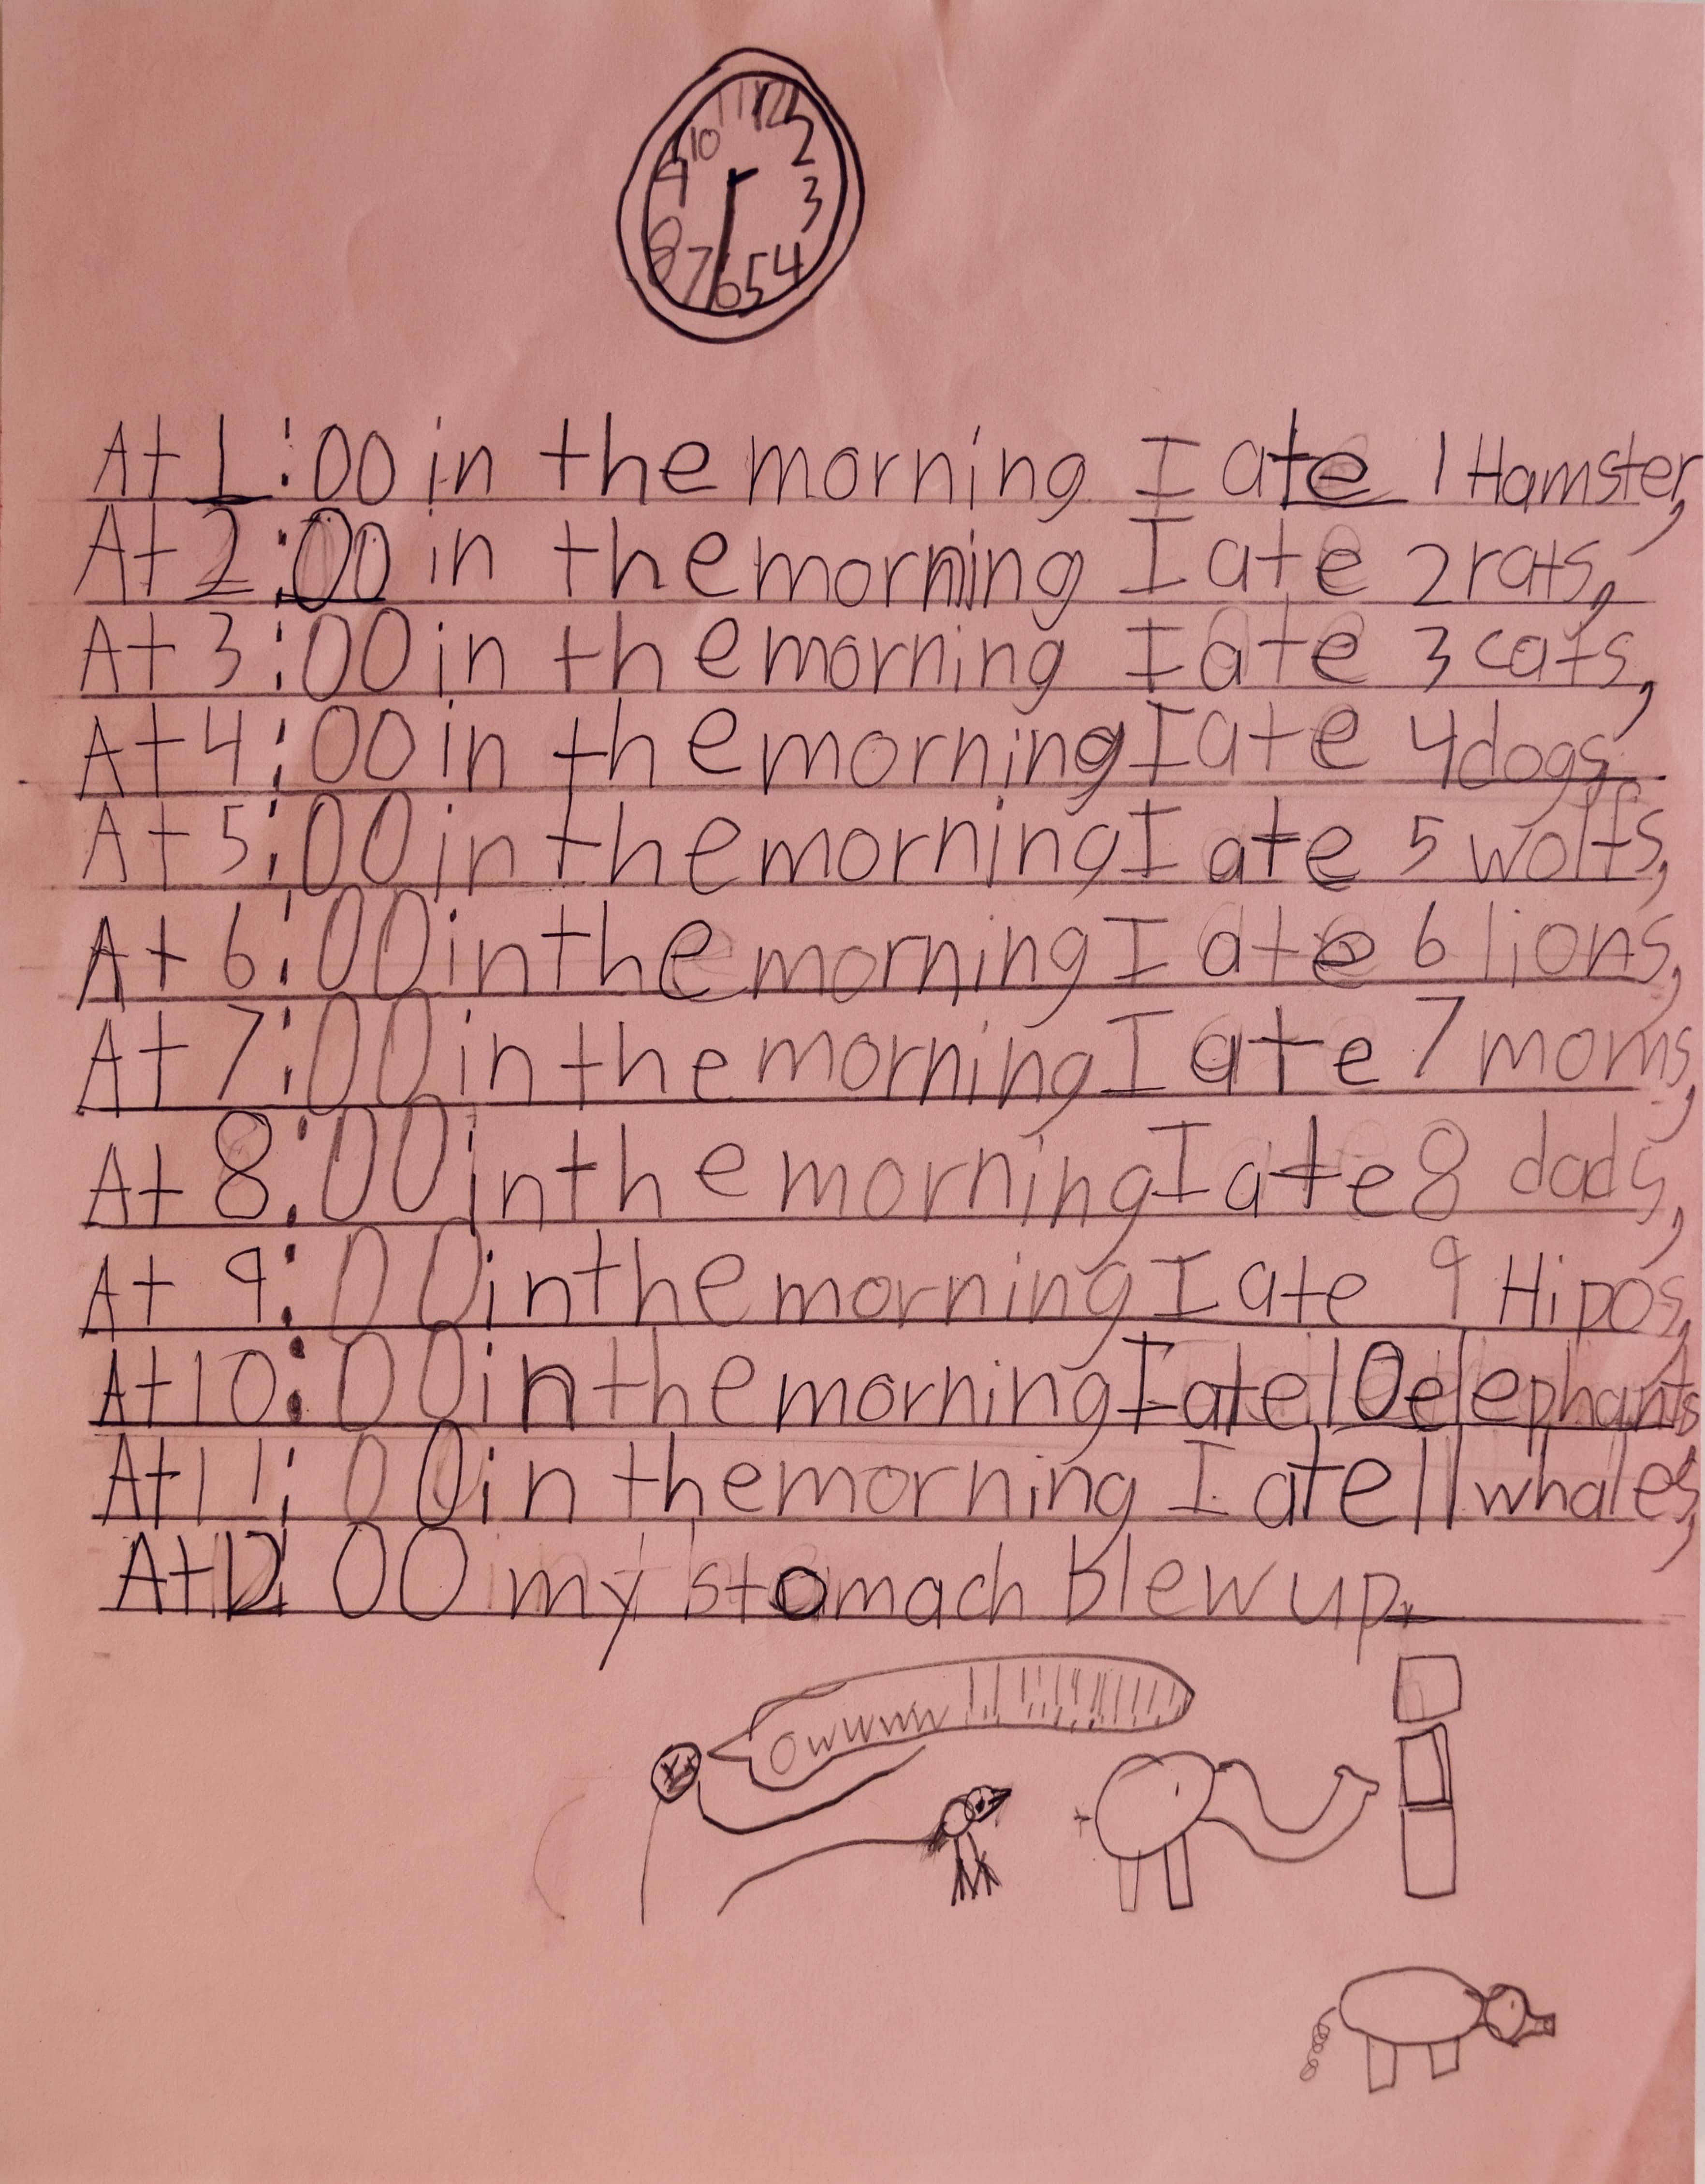 11 12
10 2
9 3
8 4
7 6 5
At 1:00 in the morning I ate 1 Hamster,
At 2:00 in the morning I ate 2 rats,
At 3:00 in the morning I ate 3 cats,
At 4:00 in the morning I ate 4 dogs,
At 5:00 in the morning I ate 5 wolfs,
At 6:00 in the morning I ate 6 lions,
At 7:00 in the morning I ate 7 moms,
At 8:00 in the morning I ate 8 dads,
At 9:00 in the morning I ate 9 Hipos,
At 10:00 in the morning I ate 10 elephants
At 11:00 in the morning I ate 11 whales,
At 12:00 my stomach blew up.
Owwww